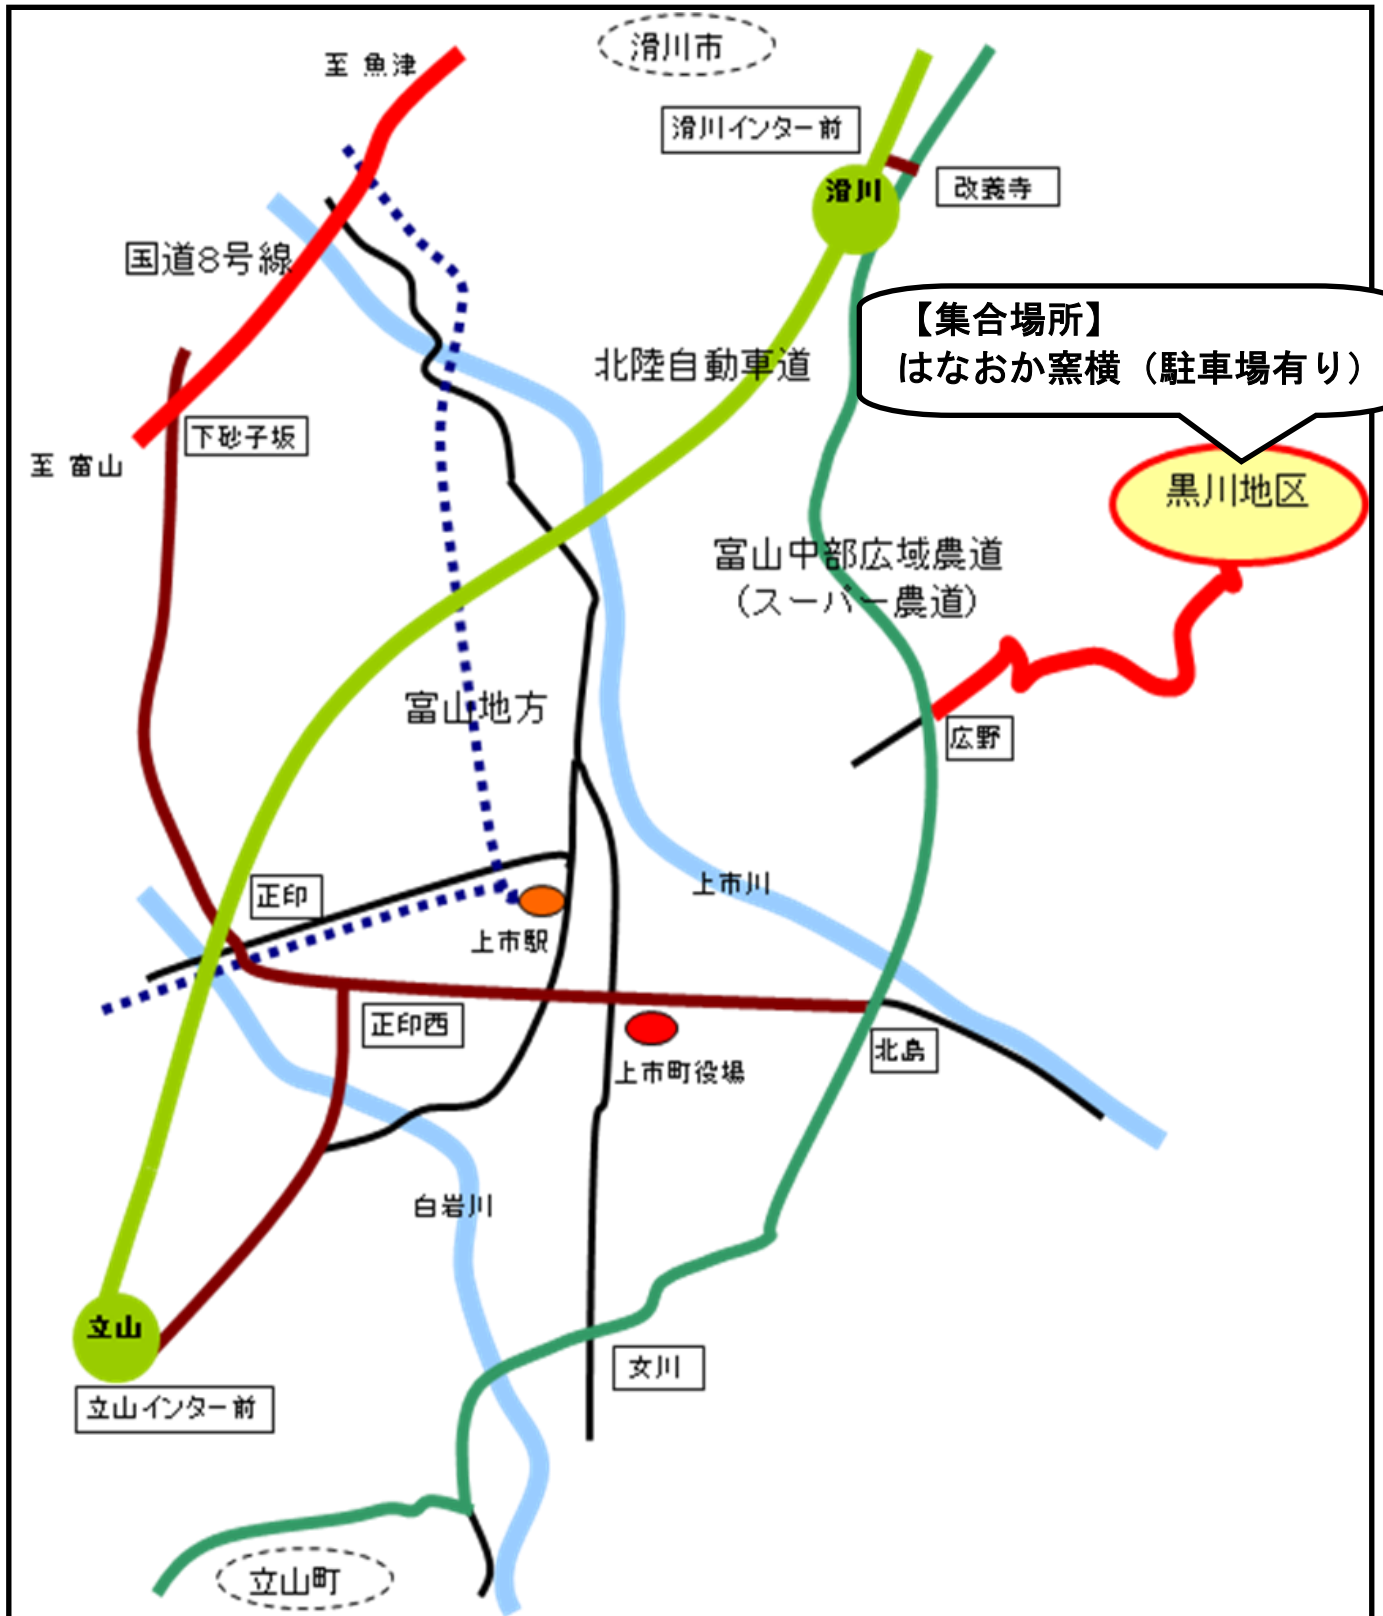 滑川市
至 魚津
滑川インター前
滑川
改養寺
国道8号線
【集合場所】
はなおか窯横（駐車場有り）
北陸自動車道
下砂子坂
至 富山
黒川地区
富山中部広域農道
（スーパー農道）
富山地方
広野
上市川
正印
上市駅
正印西
北島
上市町役場
白岩川
立山
女川
立山インター前
立山町